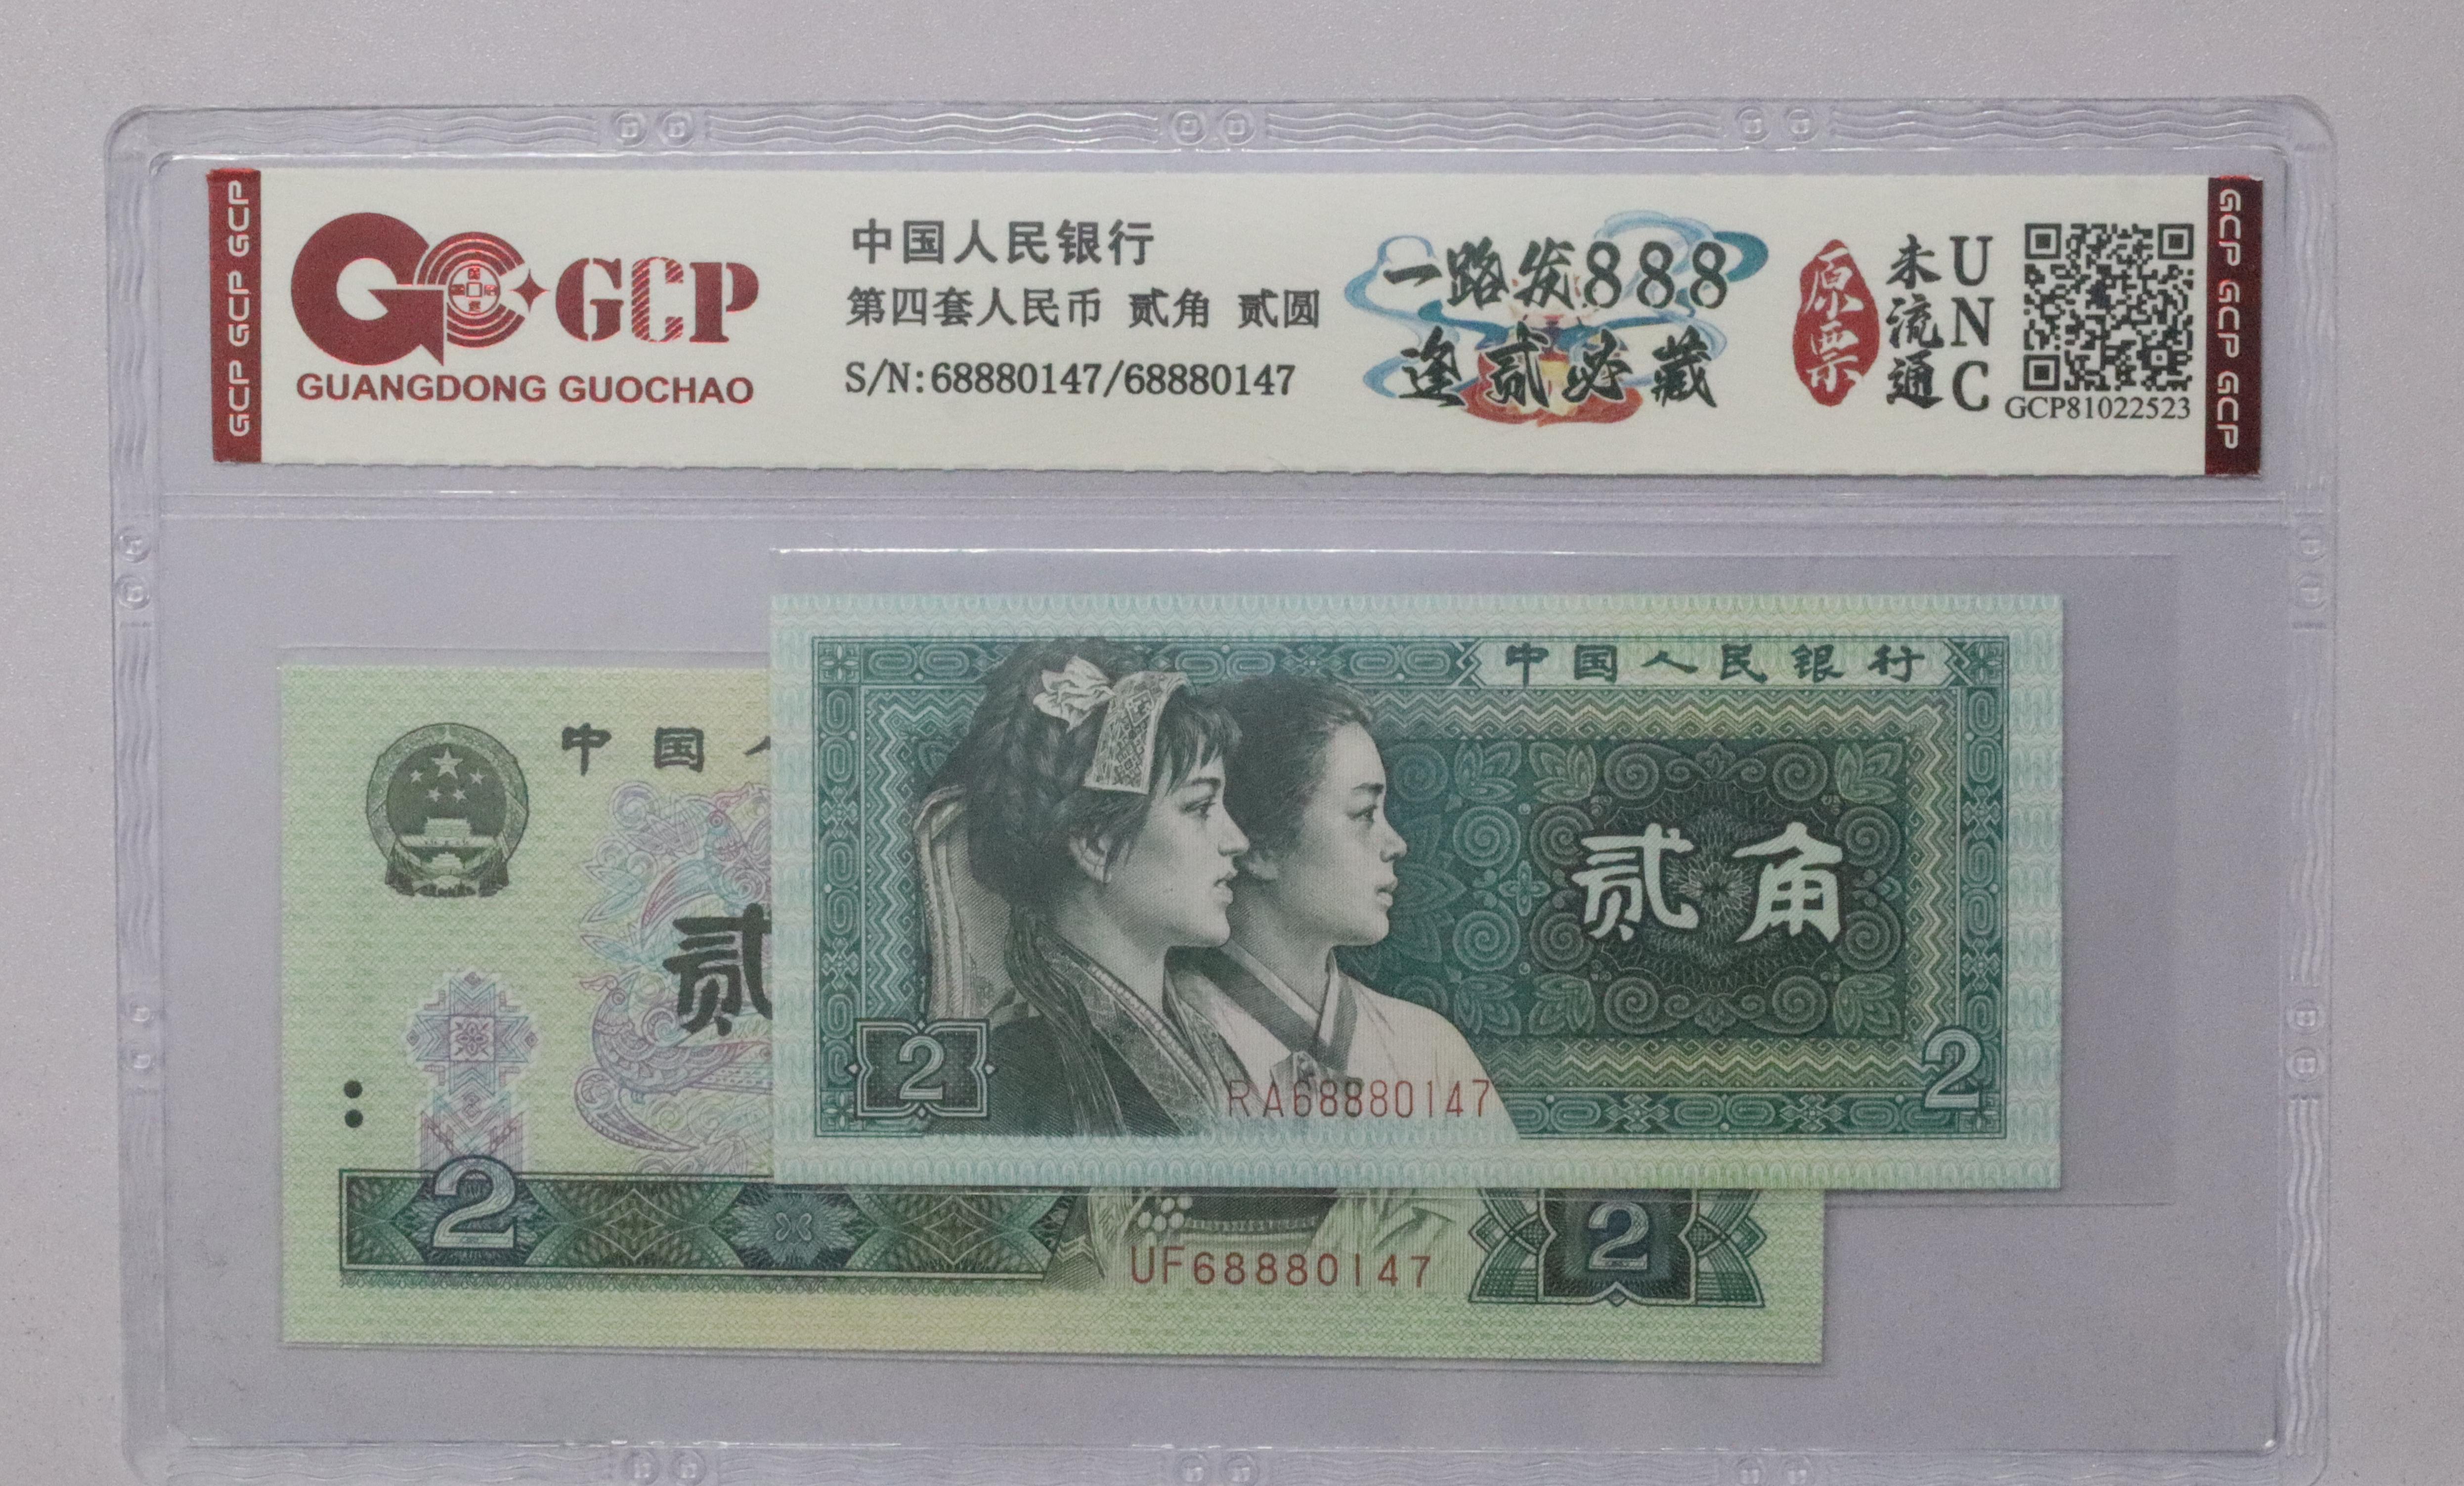 GCP GCP GCP
GCP
GUANGDONG GUOCHAO
中国人民银行
第四套人民币 贰角 贰圆
S/N:68880147/68880147
一路发888
逢贰必藏
原票
未流通
UNC
GCP81022523
GCP GCP GCP
中国人民银行
贰角
2
2
RA68880147
中国
贰
2
2
UF68880147